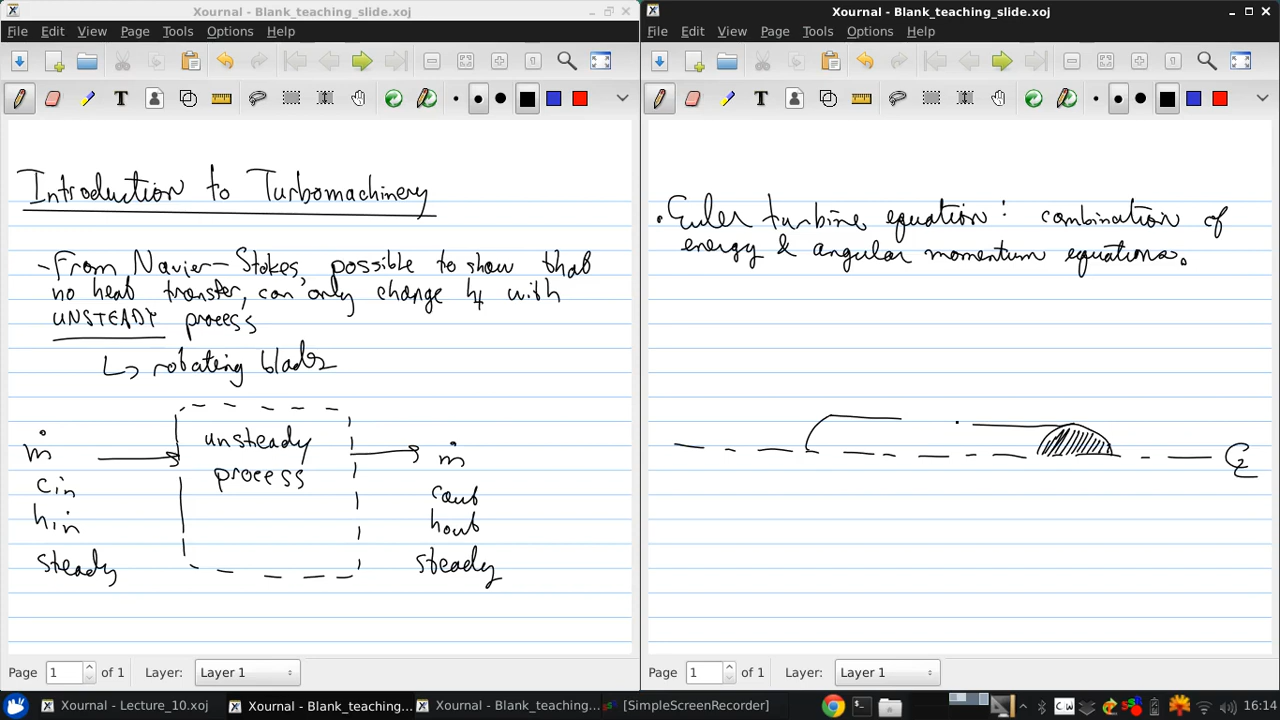 Xournal - Blank_teaching_slide.xoj
File Edit View Page Tools Options Help
Introduction to Turbomachinery
- From Navier-Stokes, possible to show that
no heat transfer, can only change ht with
UNSTEADY process
↳ rotating blades
unsteady
process
ṁ
cin
hin
steady
ṁ
cout
hout
steady
Page 1 of 1 Layer: Layer 1
Xournal - Blank_teaching_slide.xoj
File Edit View Page Tools Options Help
• Euler turbine equation: combination of
energy & angular momentum equations.
CL
Page 1 of 1 Layer: Layer 1
Xournal - Lecture_10.xoj Xournal - Blank_teaching... Xournal - Blank_teaching... [SimpleScreenRecorder] 16:14